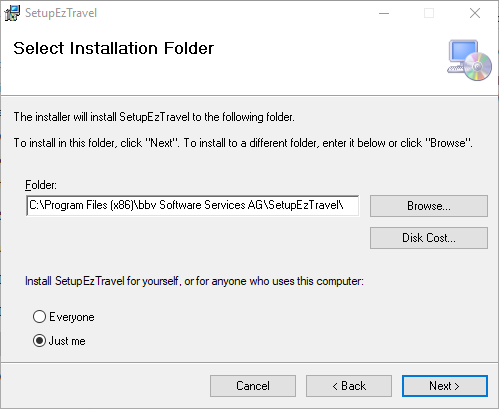 SetupEzTravel
Select Installation Folder
The installer will install SetupEzTravel to the following folder.
To install in this folder, click "Next". To install to a different folder, enter it below or click "Browse".
Folder:
C:\Program Files (x86)\bbv Software Services AG\SetupEzTravel\
Browse...
Disk Cost...
Install SetupEzTravel for yourself, or for anyone who uses this computer:
Everyone
Just me
Cancel
< Back
Next >